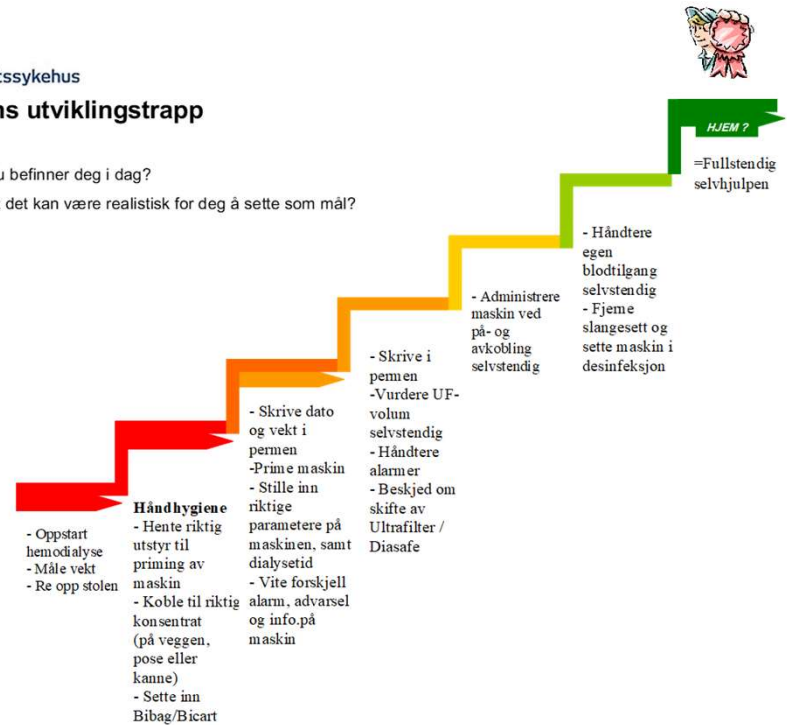 tssykehus
ns utviklingstrapp
u befinner deg i dag?
t det kan være realistisk for deg å sette som mål?
HJEM ?
=Fullstendig
selvhjulpen
- Håndtere
egen
blodtilgang
selvstendig
- Fjerne
slangesett og
sette maskin i
desinfeksjon
- Administrere
maskin ved
på- og
avkobling
selvstendig
- Skrive i
permen
-Vurdere UF-
volum
selvstendig
- Håndtere
alarmer
- Beskjed om
skifte av
Ultrafilter /
Diasafe
- Skrive dato
og vekt i
permen
-Prime maskin
- Stille inn
riktige
parametere på
maskinen, samt
dialysetid
- Vite forskjell
alarm, advarsel
og info.på
maskin
Håndhygiene
- Hente riktig
utstyr til
priming av
maskin
- Koble til riktig
konsentrat
(på veggen,
pose eller
kanne)
- Sette inn
Bibag/Bicart
- Oppstart
hemodialyse
- Måle vekt
- Re opp stolen